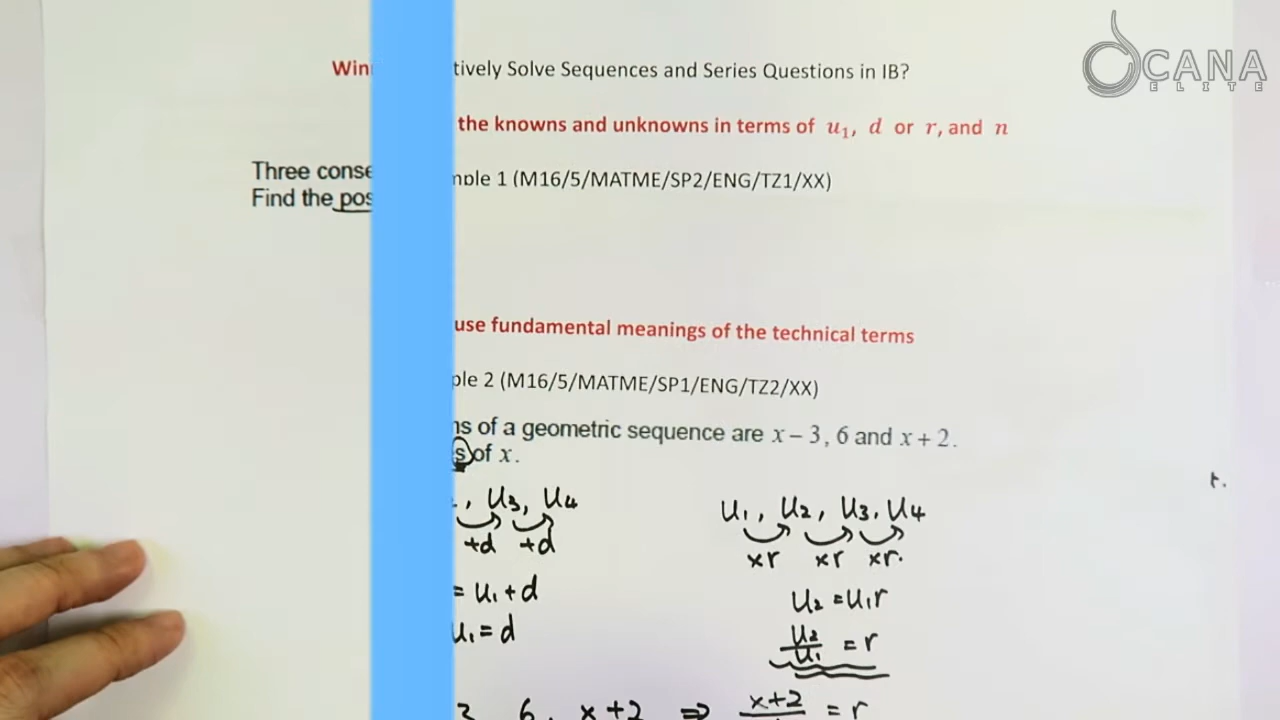 OCANA
ELITE
Win tively Solve Sequences and Series Questions in IB?
the knowns and unknowns in terms of u₁, d or r, and n
Three conse
Find the pos
mple 1 (M16/5/MATME/SP2/ENG/TZ1/XX)
use fundamental meanings of the technical terms
ple 2 (M16/5/MATME/SP1/ENG/TZ2/XX)
ns of a geometric sequence are x – 3, 6 and x + 2.
s of x.
, u₃, u₄
+d +d
= u₁ + d
u₁ = d
u₁, u₂, u₃, u₄
×r ×r ×r.
u₂ = u₁r
u₂/u₁ = r
6, x+2 ⇒ x+2 = r